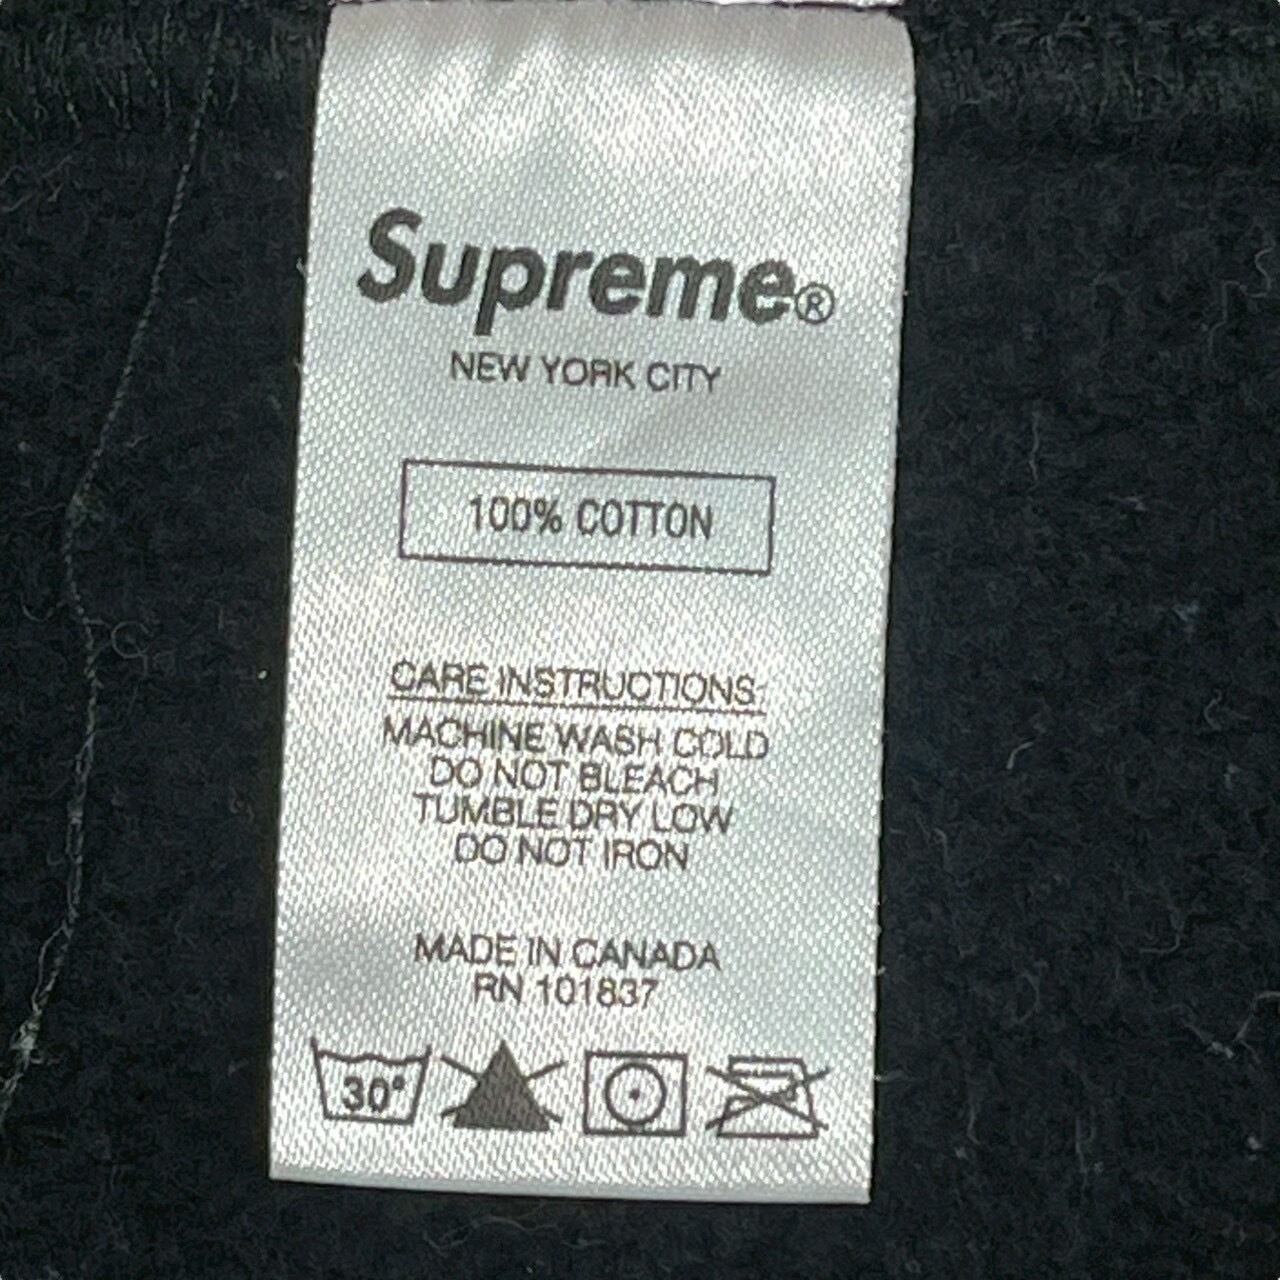 Supreme®
NEW YORK CITY
100% COTTON
CARE INSTRUCTIONS:
MACHINE WASH COLD
DO NOT BLEACH
TUMBLE DRY LOW
DO NOT IRON
MADE IN CANADA
RN 101837
30°